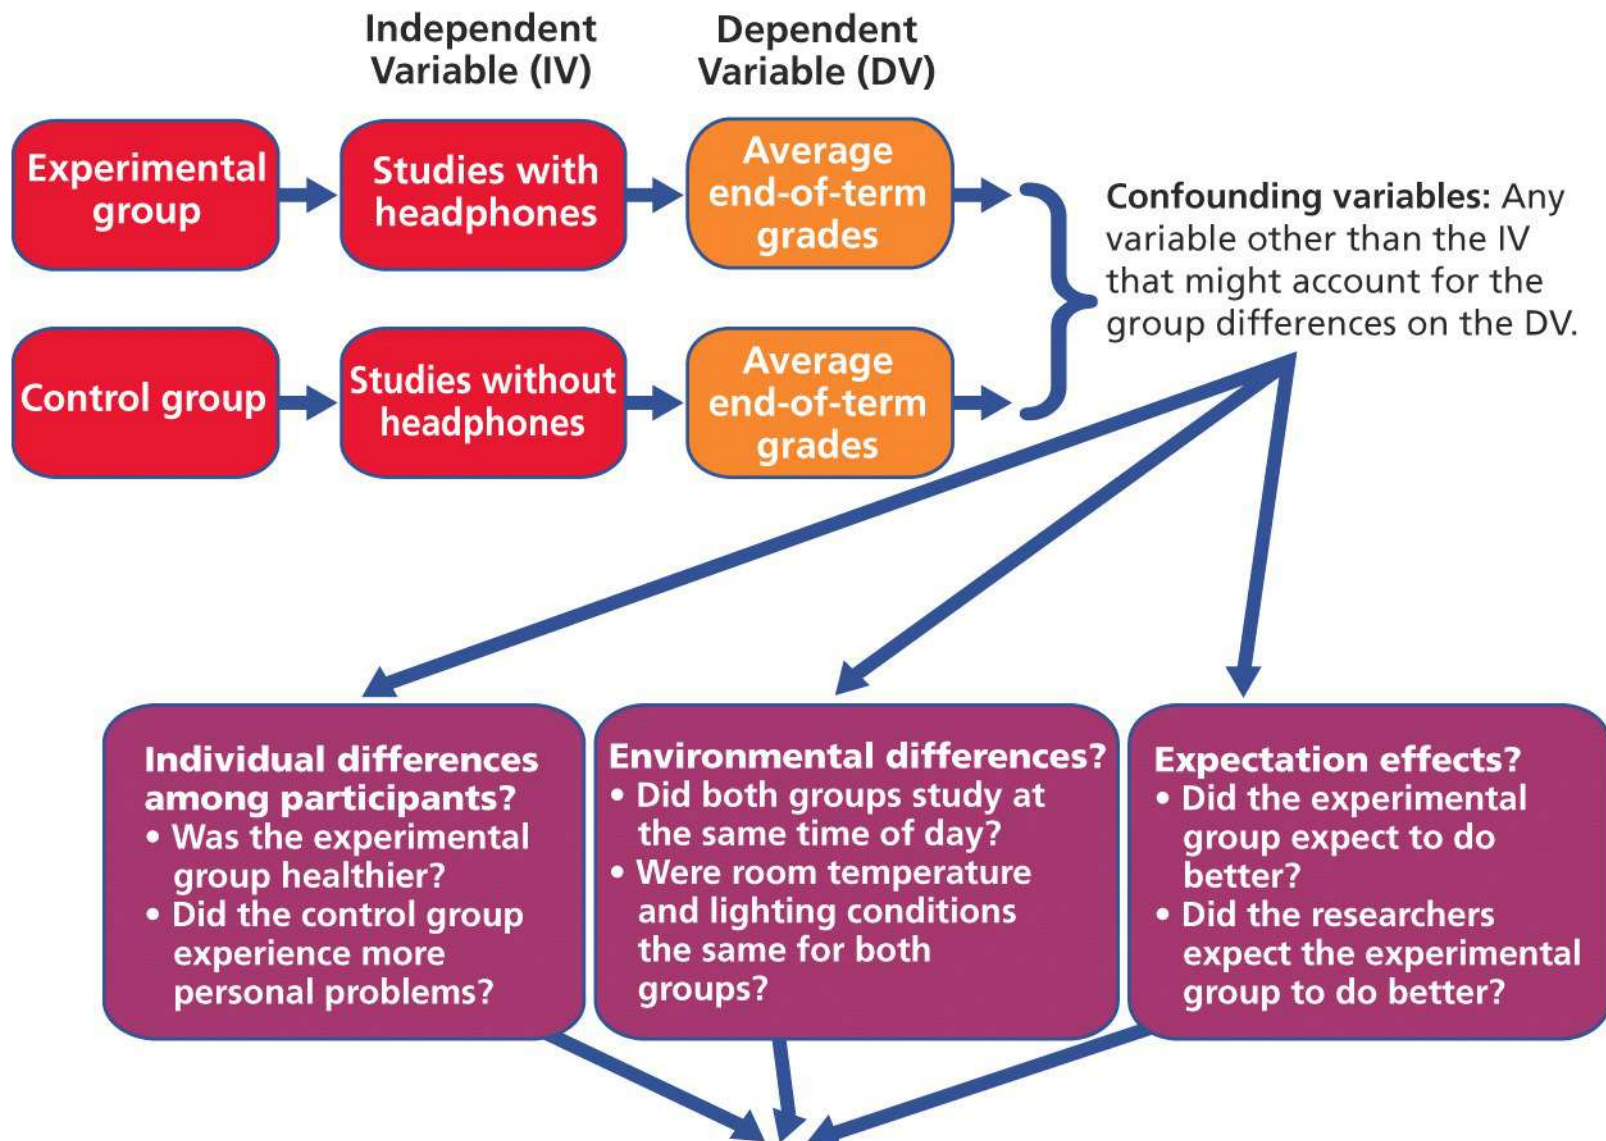 Independent
Variable (IV)
Dependent
Variable (DV)
Experimental
group
Studies with
headphones
Average
end-of-term
grades
Control group
Studies without
headphones
Average
end-of-term
grades
Confounding variables: Any
variable other than the IV
that might account for the
group differences on the DV.
Individual differences
among participants?
• Was the experimental
group healthier?
• Did the control group
experience more
personal problems?
Environmental differences?
• Did both groups study at
the same time of day?
• Were room temperature
and lighting conditions
the same for both
groups?
Expectation effects?
• Did the experimental
group expect to do
better?
• Did the researchers
expect the experimental
group to do better?